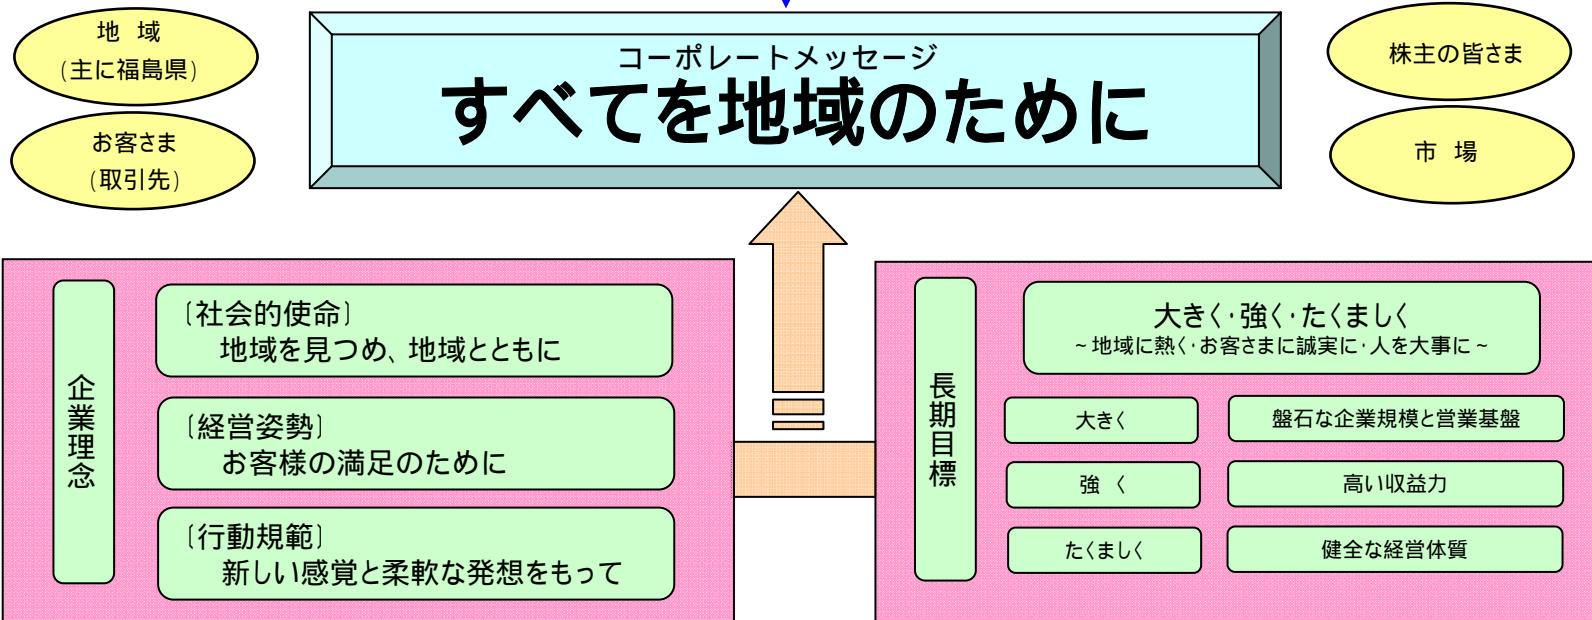 地 域
(主に福島県)
お客さま
(取引先)
コーポレートメッセージ
すべてを地域のために
株主の皆さま
市 場
企業理念
〔社会的使命〕
地域を見つめ、地域とともに
〔経営姿勢〕
お客様の満足のために
〔行動規範〕
新しい感覚と柔軟な発想をもって
長期目標
大きく・強く・たくましく
~地域に熱く・お客さまに誠実に・人を大事に~
大きく
盤石な企業規模と営業基盤
強 く
高い収益力
たくましく
健全な経営体質